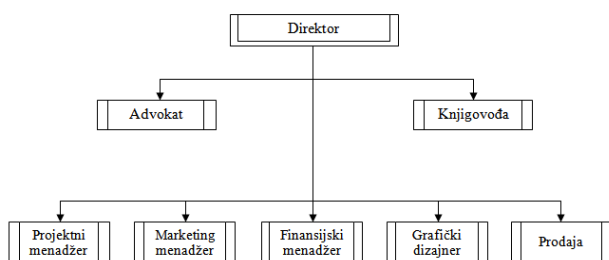 Direktor
Advokat
Knjigovođa
Projektni
menadžer
Marketing
menadžer
Finansijski
menadžer
Grafički
dizajner
Prodaja